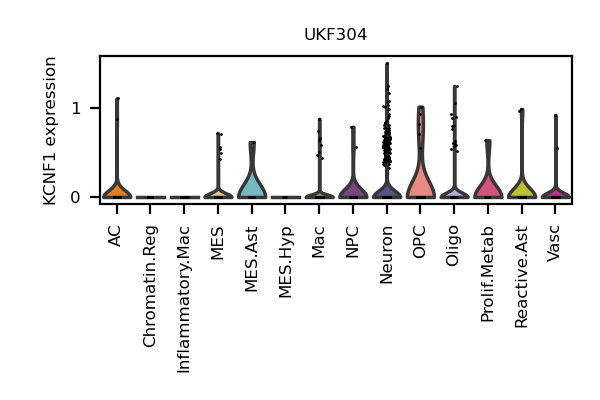 UKF304
KCNF1 expression
1
0
AC
Chromatin.Reg
Inflammatory.Mac
MES
MES.Ast
MES.Hyp
Mac
NPC
Neuron
OPC
Oligo
Prolif.Metab
Reactive.Ast
Vasc